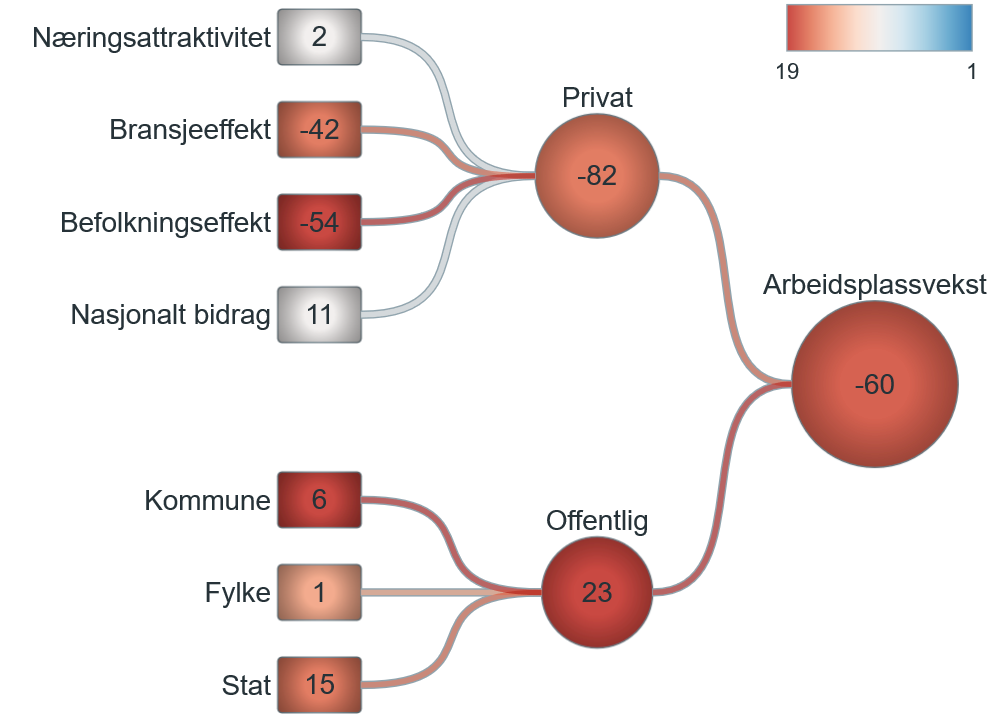 Næringsattraktivitet 2
Bransjeeffekt -42
Befolkningseffekt -54
Nasjonalt bidrag 11
Kommune 6
Fylke 1
Stat 15
Privat
-82
Offentlig
23
Arbeidsplassvekst
-60
19 1